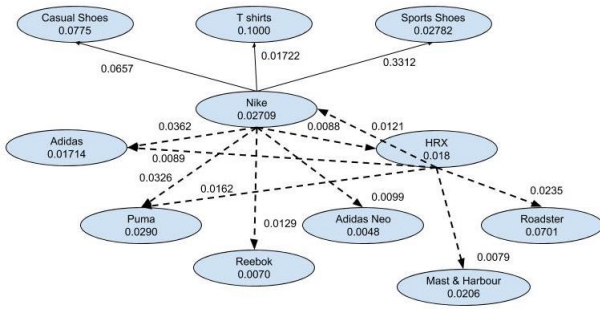 Casual Shoes
0.0775
T shirts
0.1000
Sports Shoes
0.02782
0.0657
0.01722
0.3312
Nike
0.02709
0.0362
0.0088
0.0121
Adidas
0.01714
0.0089
HRX
0.018
0.0326
0.0162
0.0099
0.0235
Puma
0.0290
0.0129
Adidas Neo
0.0048
Roadster
0.0701
Reebok
0.0070
0.0079
Mast & Harbour
0.0206